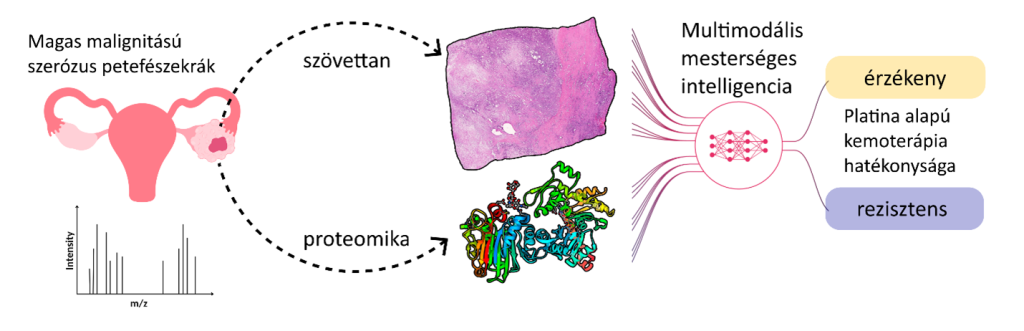 Magas malignitású
szerózus petefészekrák
szövettan
proteomika
Intensity
m/z
Multimodális
mesterséges
intelligencia
érzékeny
Platina alapú
kemoterápia
hatékonysága
rezisztens